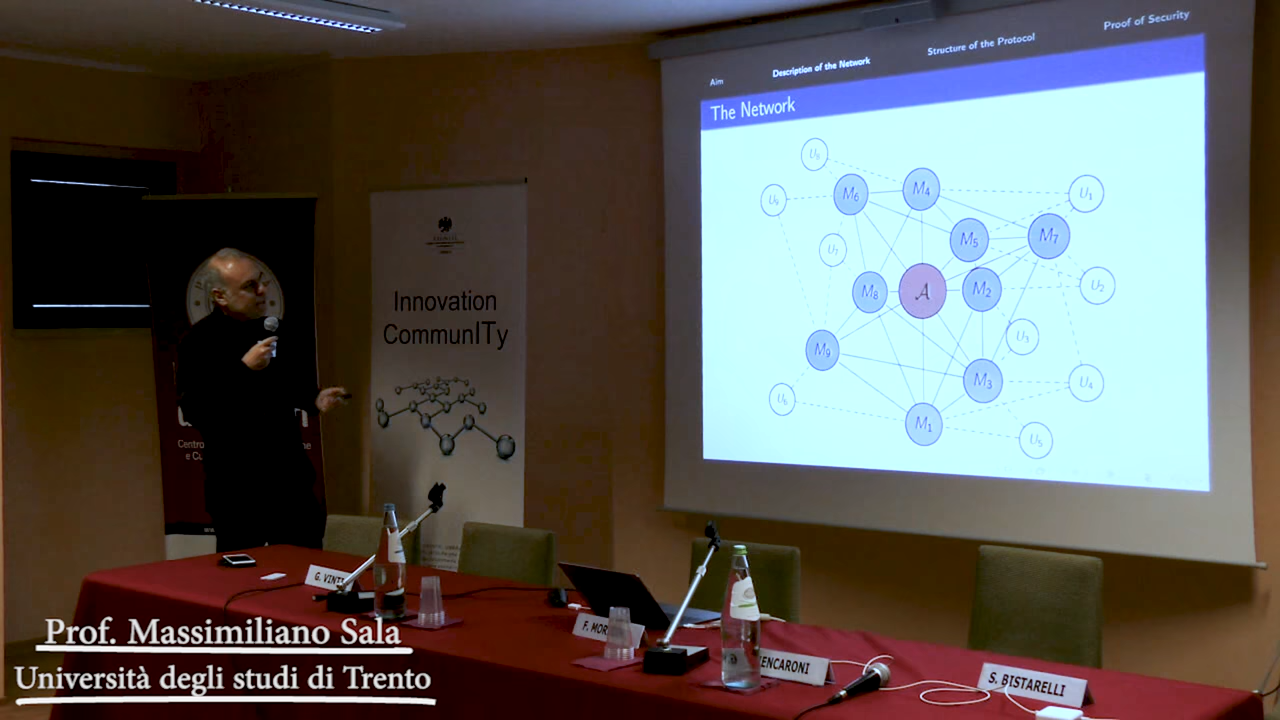 Aim
Description of the Network
Structure of the Protocol
Proof of Security
The Network
U8
M6
M4
U9
U1
U7
M5
M7
M8
A
M2
U2
M9
U3
M3
U6
U4
M1
U5
Innovation
CommunITy
Centro
e Cu
G. VINTI
F. MOR
ENCARONI
S. BISTARELLI
Prof. Massimiliano Sala
Università degli studi di Trento